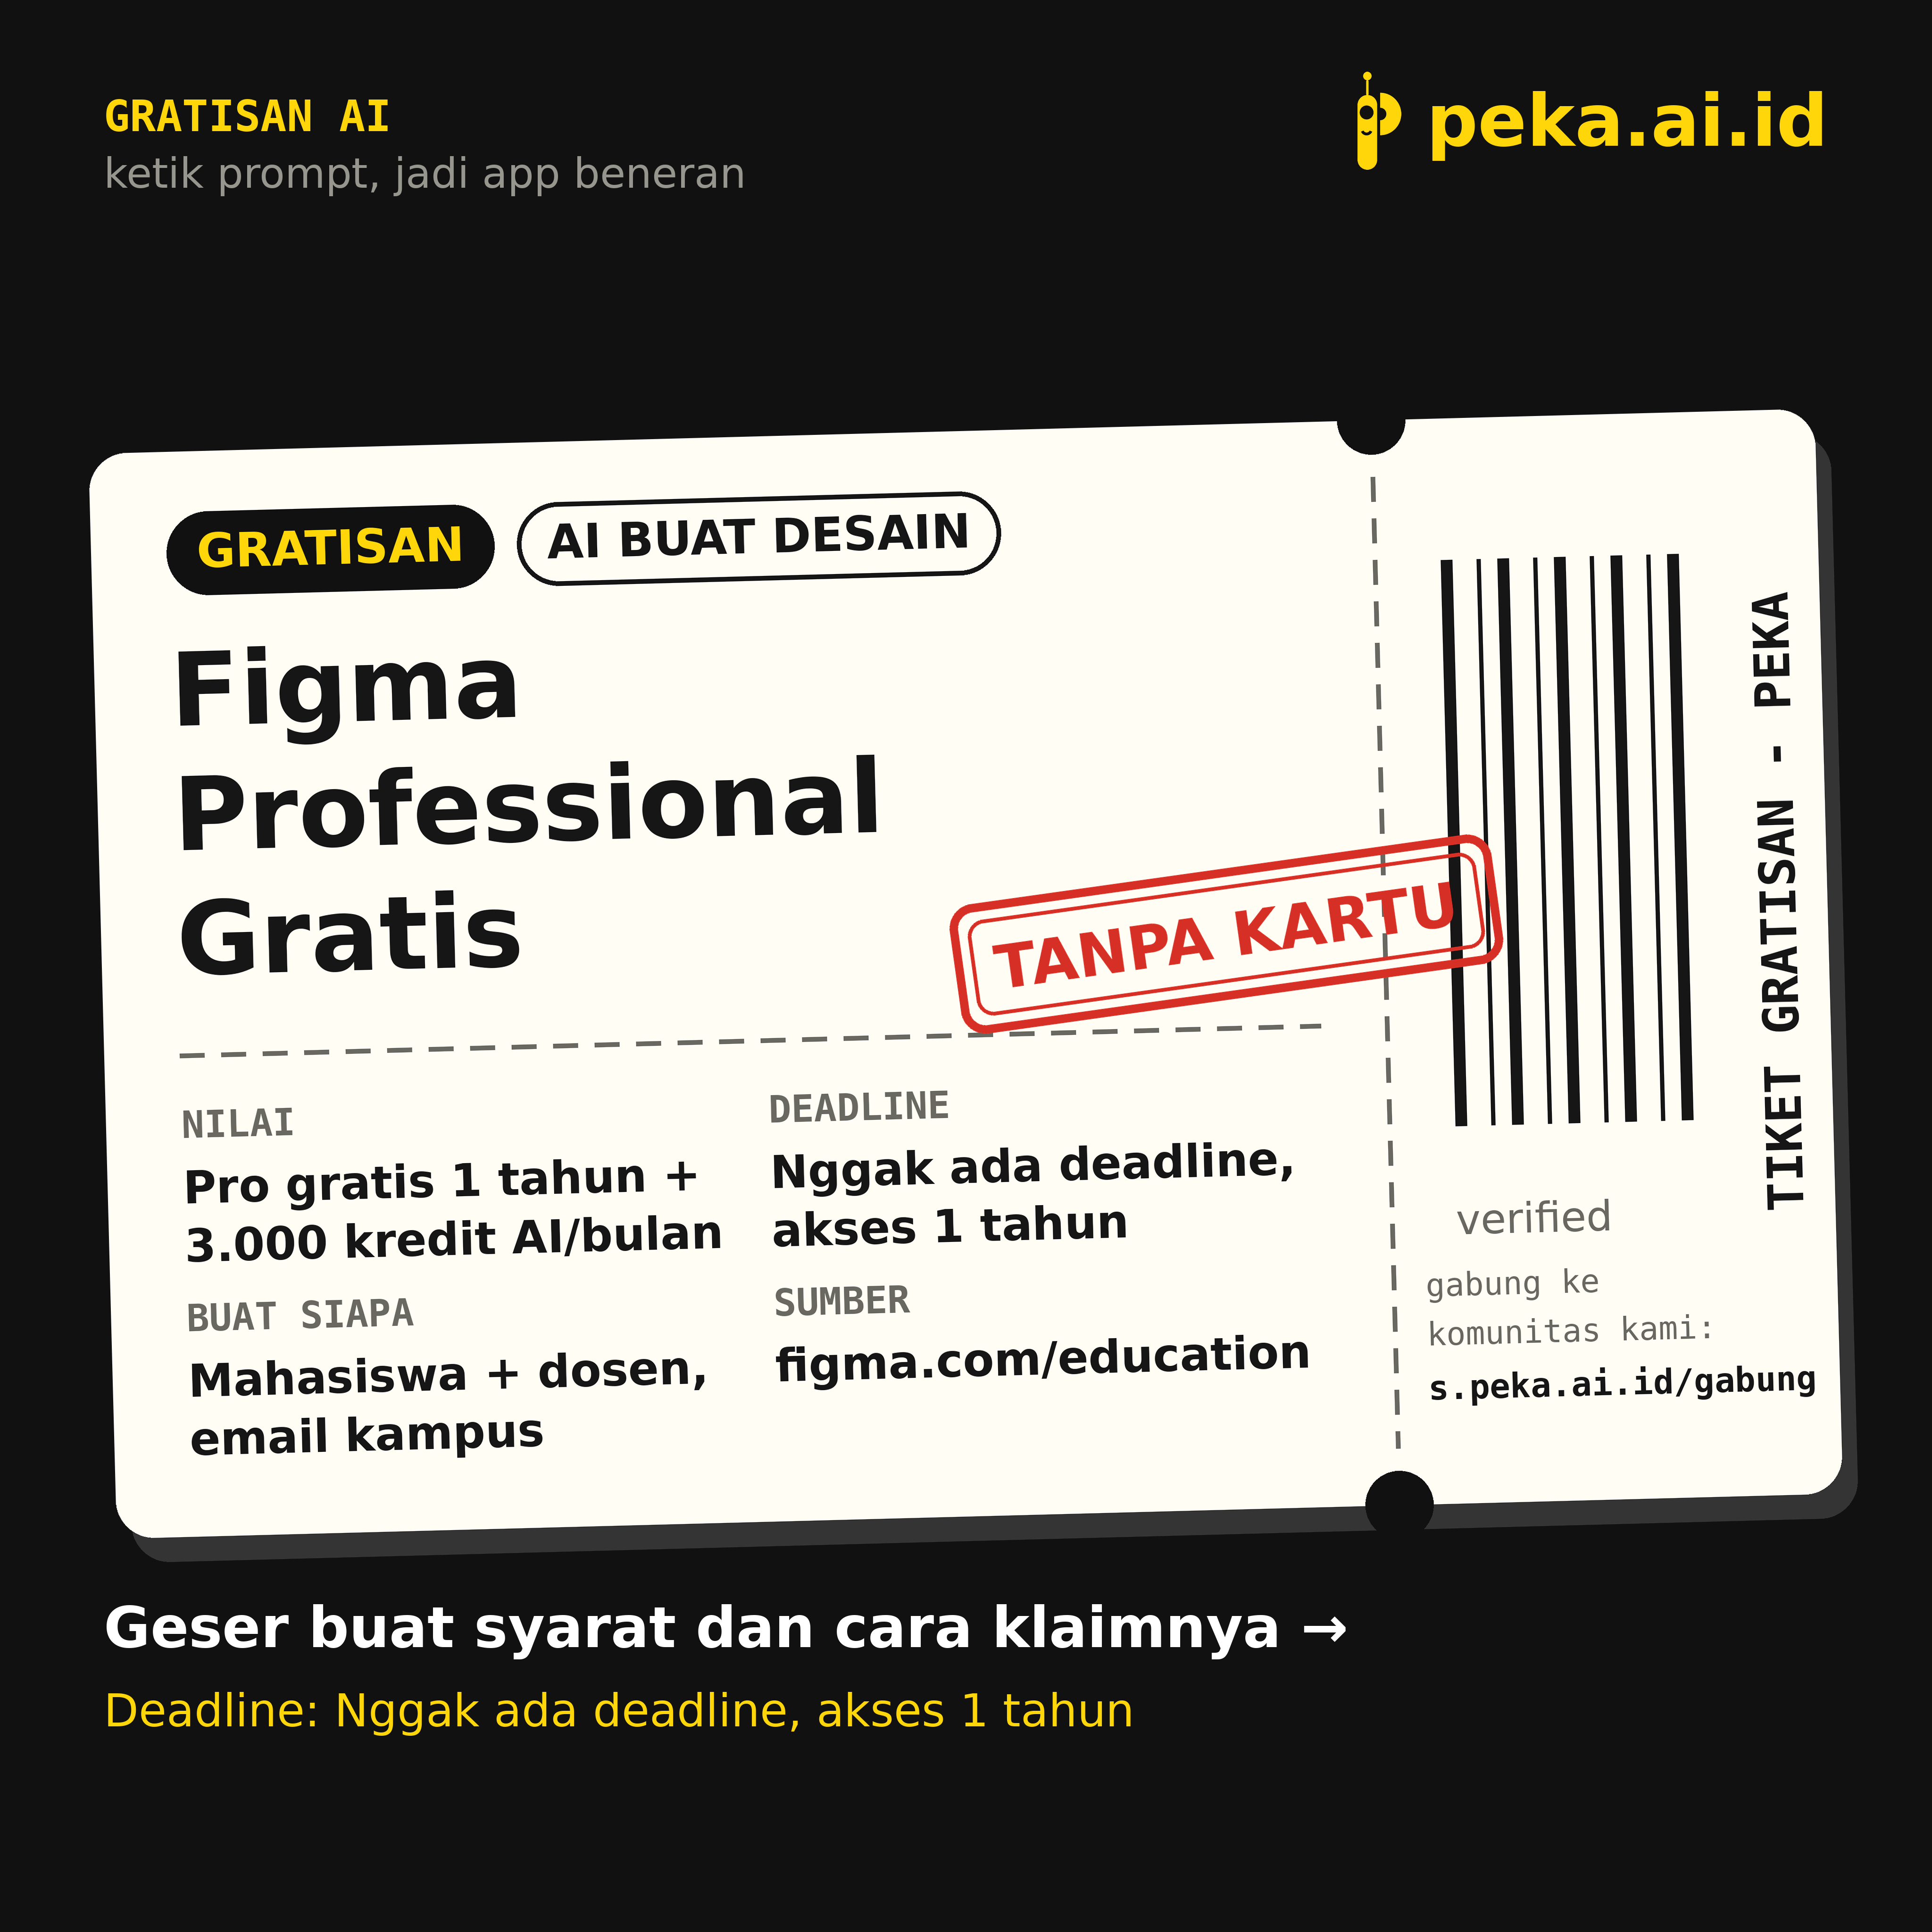 GRATISAN AI
ketik prompt, jadi app beneran
peka.ai.id
GRATISAN
AI BUAT DESAIN
Figma
Professional
Gratis
TANPA KARTU
NILAI
Pro gratis 1 tahun +
3.000 kredit AI/bulan
DEADLINE
Nggak ada deadline,
akses 1 tahun
BUAT SIAPA
Mahasiswa + dosen,
email kampus
SUMBER
figma.com/education
TIKET GRATISAN - PEKA
verified
gabung ke
komunitas kami:
s.peka.ai.id/gabung
Geser buat syarat dan cara klaimnya →
Deadline: Nggak ada deadline, akses 1 tahun